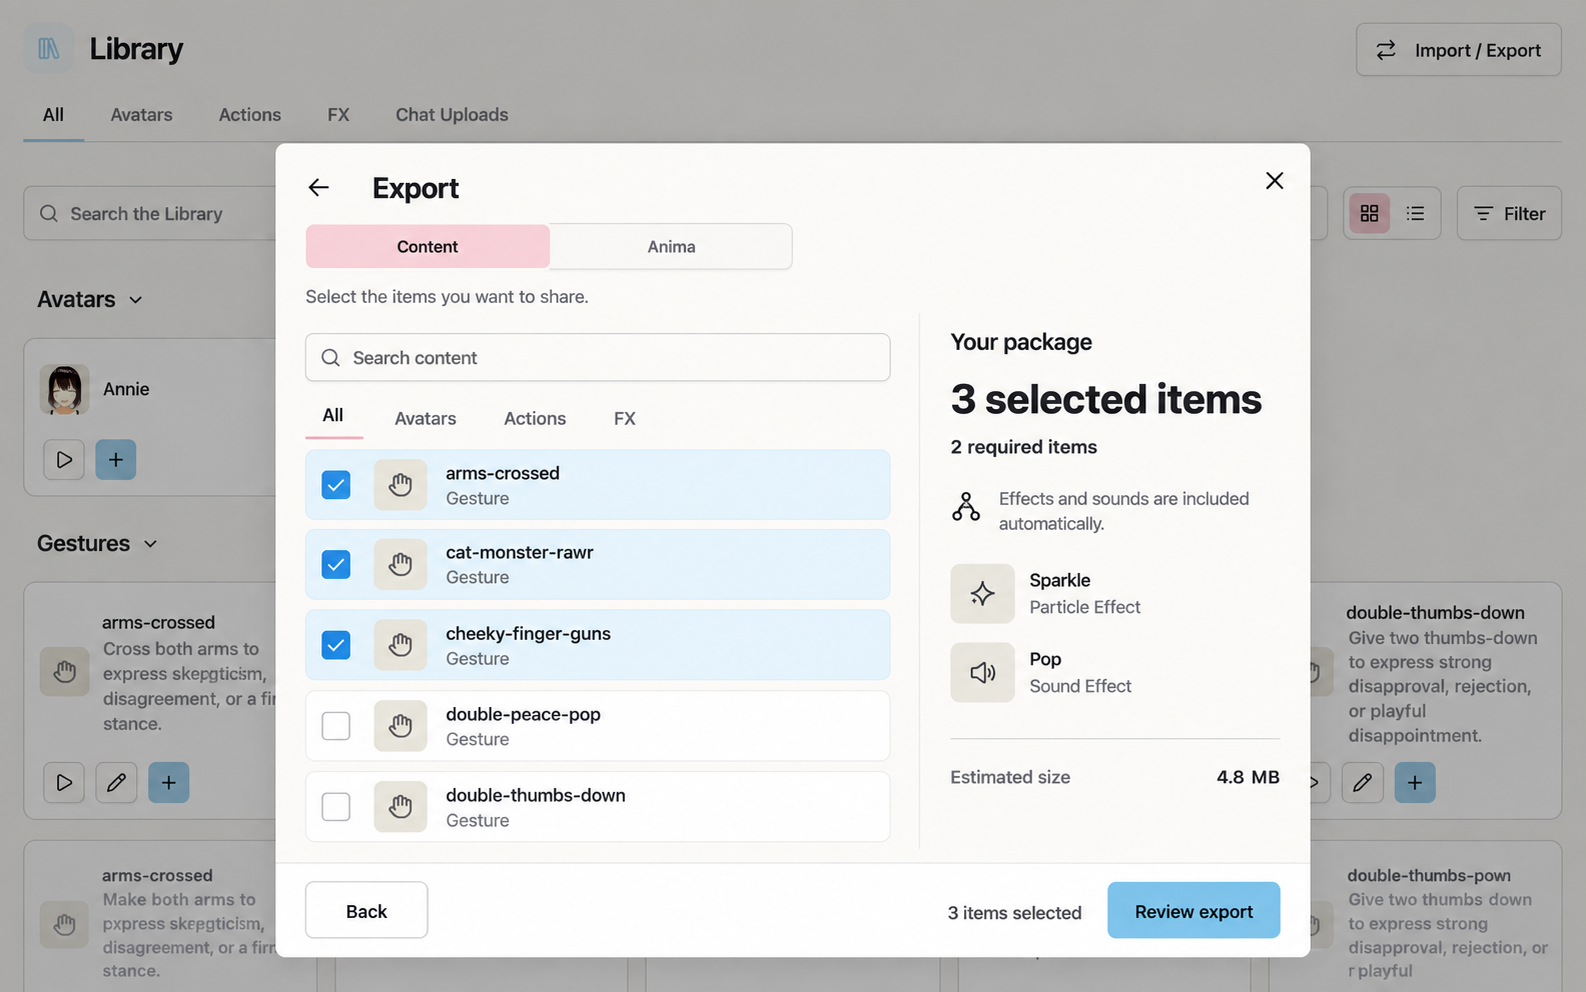 Library
Import / Export
All
Avatars
Actions
FX
Chat Uploads
Search the Library
Filter
Avatars
Annie
Gestures
arms-crossed
Cross both arms to
express skepgticism,
disagreement, or a fir
stance.
arms-crossed
Make both arms to
pxpress skeegticism,
disagreement, or a firr
stance.
Export
Content
Anima
Select the items you want to share.
Search content
All
Avatars
Actions
FX
arms-crossed
Gesture
cat-monster-rawr
Gesture
cheeky-finger-guns
Gesture
double-peace-pop
Gesture
double-thumbs-down
Gesture
Your package
3 selected items
2 required items
Effects and sounds are included
automatically.
Sparkle
Particle Effect
Pop
Sound Effect
Estimated size
4.8 MB
Back
3 items selected
Review export
double-thumbs-down
Give two thumbs-down
to express strong
disapproval, rejection,
or playful
disappointment.
double-thumbs-pown
Give two thumbs down
to express strong
disapproval, rejection, or
r playful